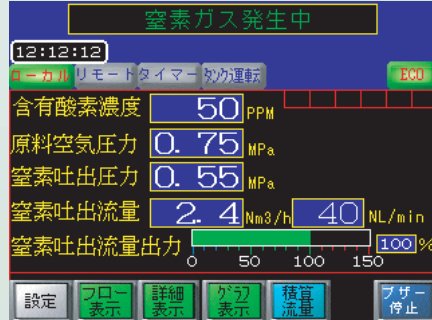 窒素ガス発生中
12:12:12
ローカル リモート タイマー タンク運転 ECO
含有酸素濃度 50 PPM
原料空気圧力 0.75 MPa
窒素吐出圧力 0.55 MPa
窒素吐出流量 2.4 Nm3/h 40 NL/min
窒素吐出流量出力 100 %
0 50 100 150
設定 フロー表示 詳細表示 グラフ表示 積算流量 ブザー停止